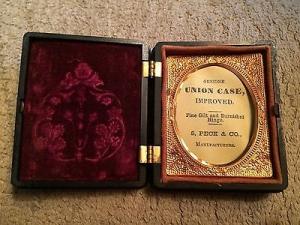 GENUINE
UNION CASE,
IMPROVED.
Fine Gilt and Burnished
Hinge.
S. PECK & CO.,
MANUFACTURERS.